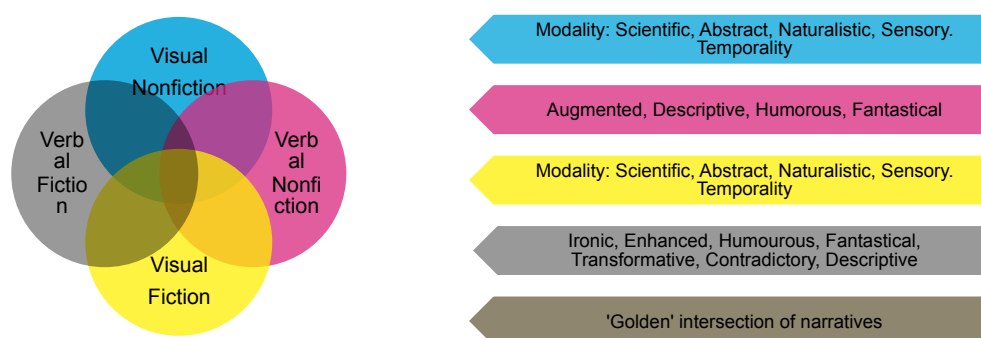 Visual
Nonfiction
Verb
al
Fictio
n
Verb
al
Nonfi
ction
Visual
Fiction
Modality: Scientific, Abstract, Naturalistic, Sensory.
Temporality
Augmented, Descriptive, Humorous, Fantastical
Modality: Scientific, Abstract, Naturalistic, Sensory.
Temporality
Ironic, Enhanced, Humourous, Fantastical,
Transformative, Contradictory, Descriptive
'Golden' intersection of narratives